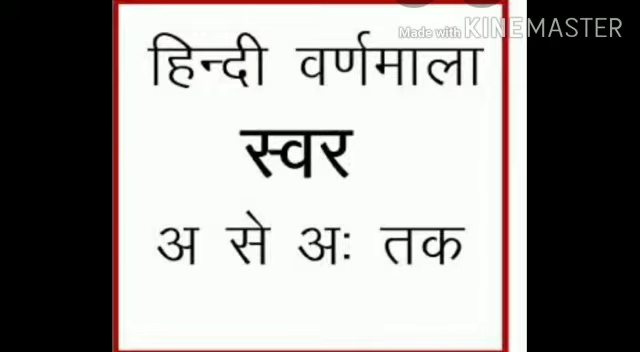 Made with KINEMASTER
हिन्दी वर्णमाला
स्वर
अ से अः तक